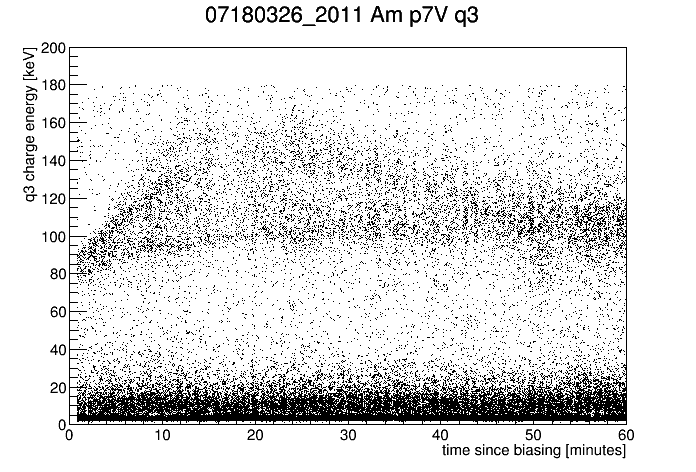 07180326_2011 Am p7V q3
q3 charge energy [keV]
200
180
160
140
120
100
80
60
40
20
0
0 10 20 30 40 50 60
time since biasing [minutes]